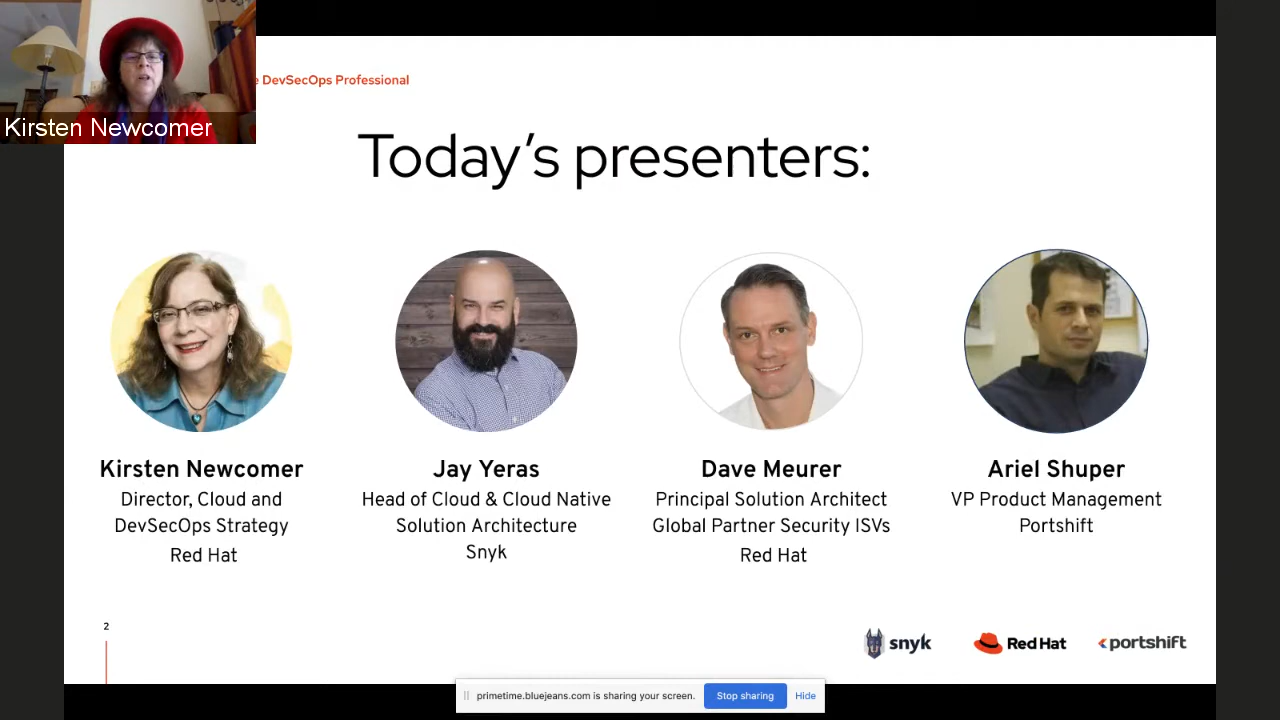 Kirsten Newcomer
DevSecOps Professional
Today's presenters:
Kirsten Newcomer
Director, Cloud and
DevSecOps Strategy
Red Hat
Jay Yeras
Head of Cloud & Cloud Native
Solution Architecture
Snyk
Dave Meurer
Principal Solution Architect
Global Partner Security ISVs
Red Hat
Ariel Shuper
VP Product Management
Portshift
2
snyk
Red Hat
portshift
primetime.bluejeans.com is sharing your screen.
Stop sharing
Hide